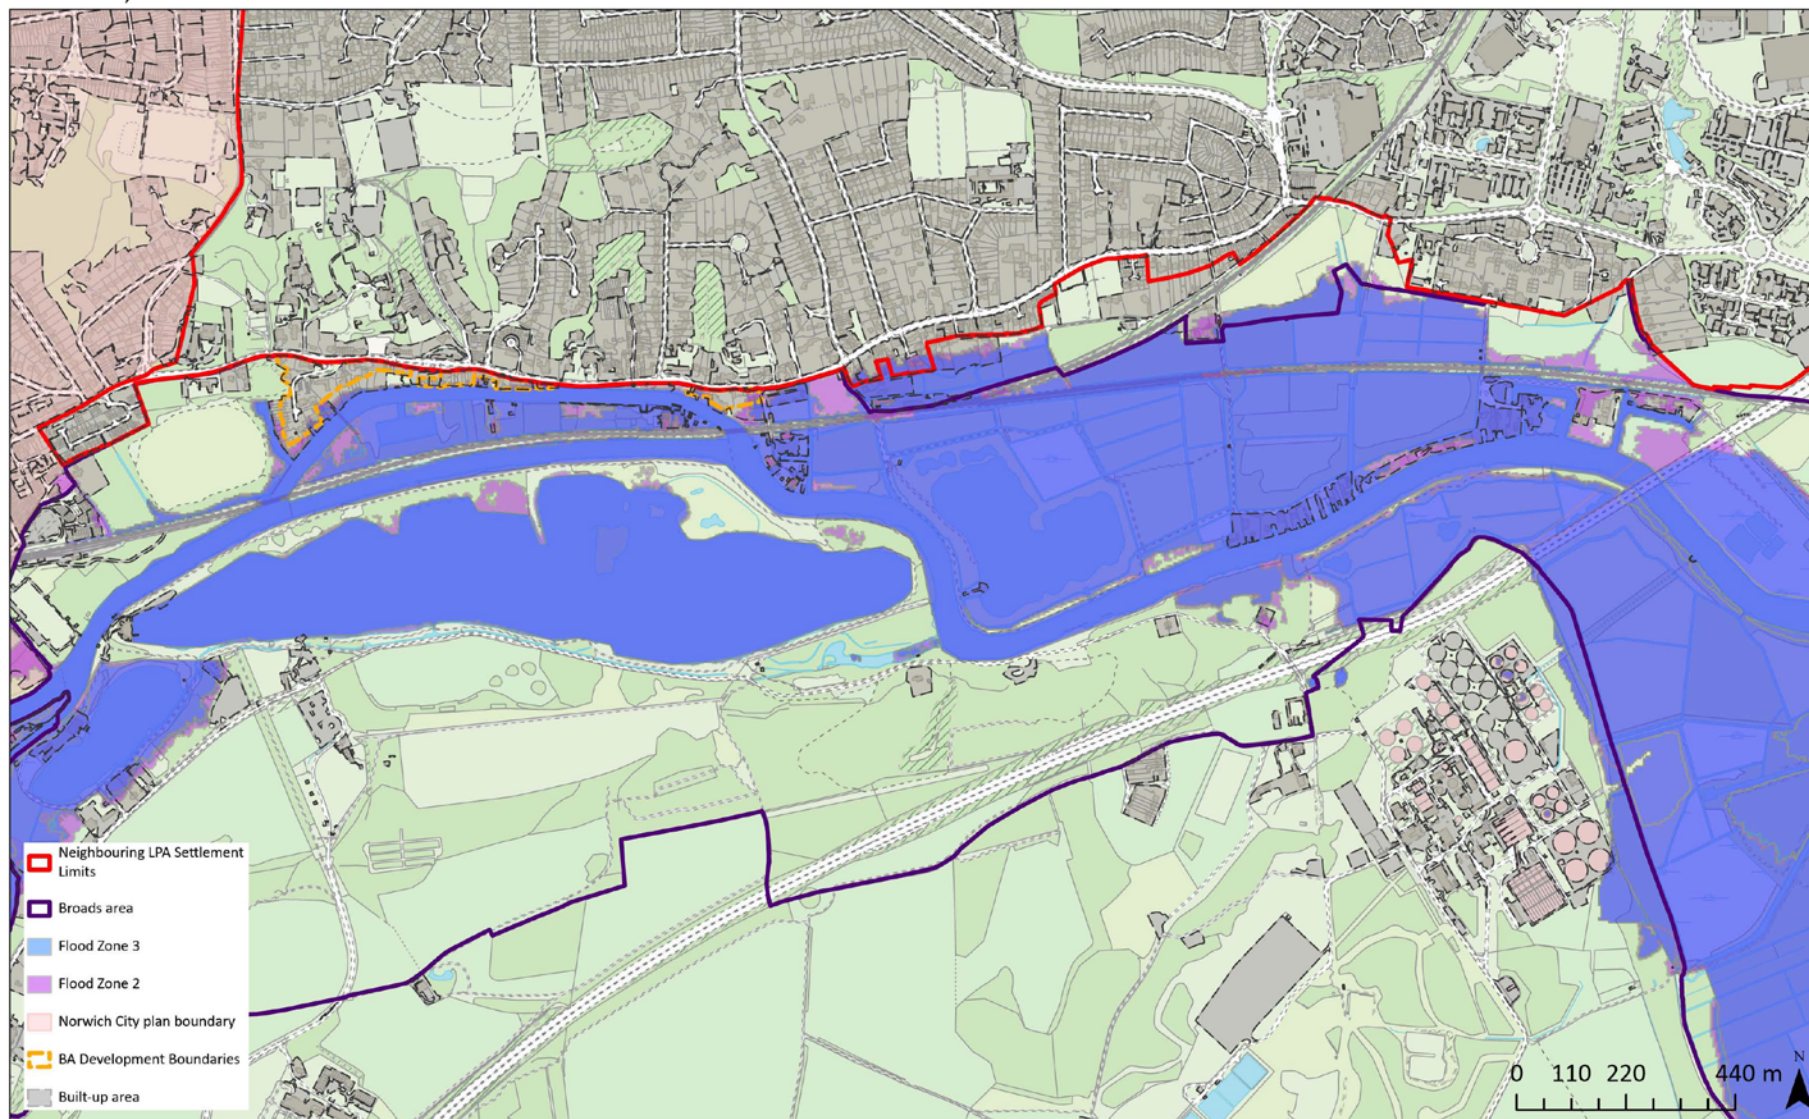 Neighbouring LPA Settlement
Limits
Broads area
Flood Zone 3
Flood Zone 2
Norwich City plan boundary
BA Development Boundaries
Built-up area
0 110 220 440 m
N